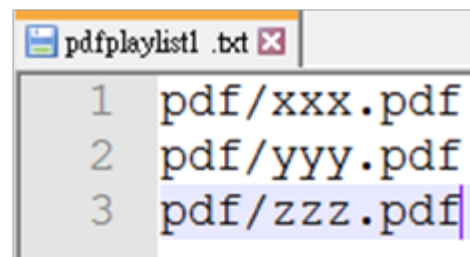 pdfplaylist1 .txt
1 pdf/xxx.pdf
2 pdf/yyy.pdf
3 pdf/zzz.pdf